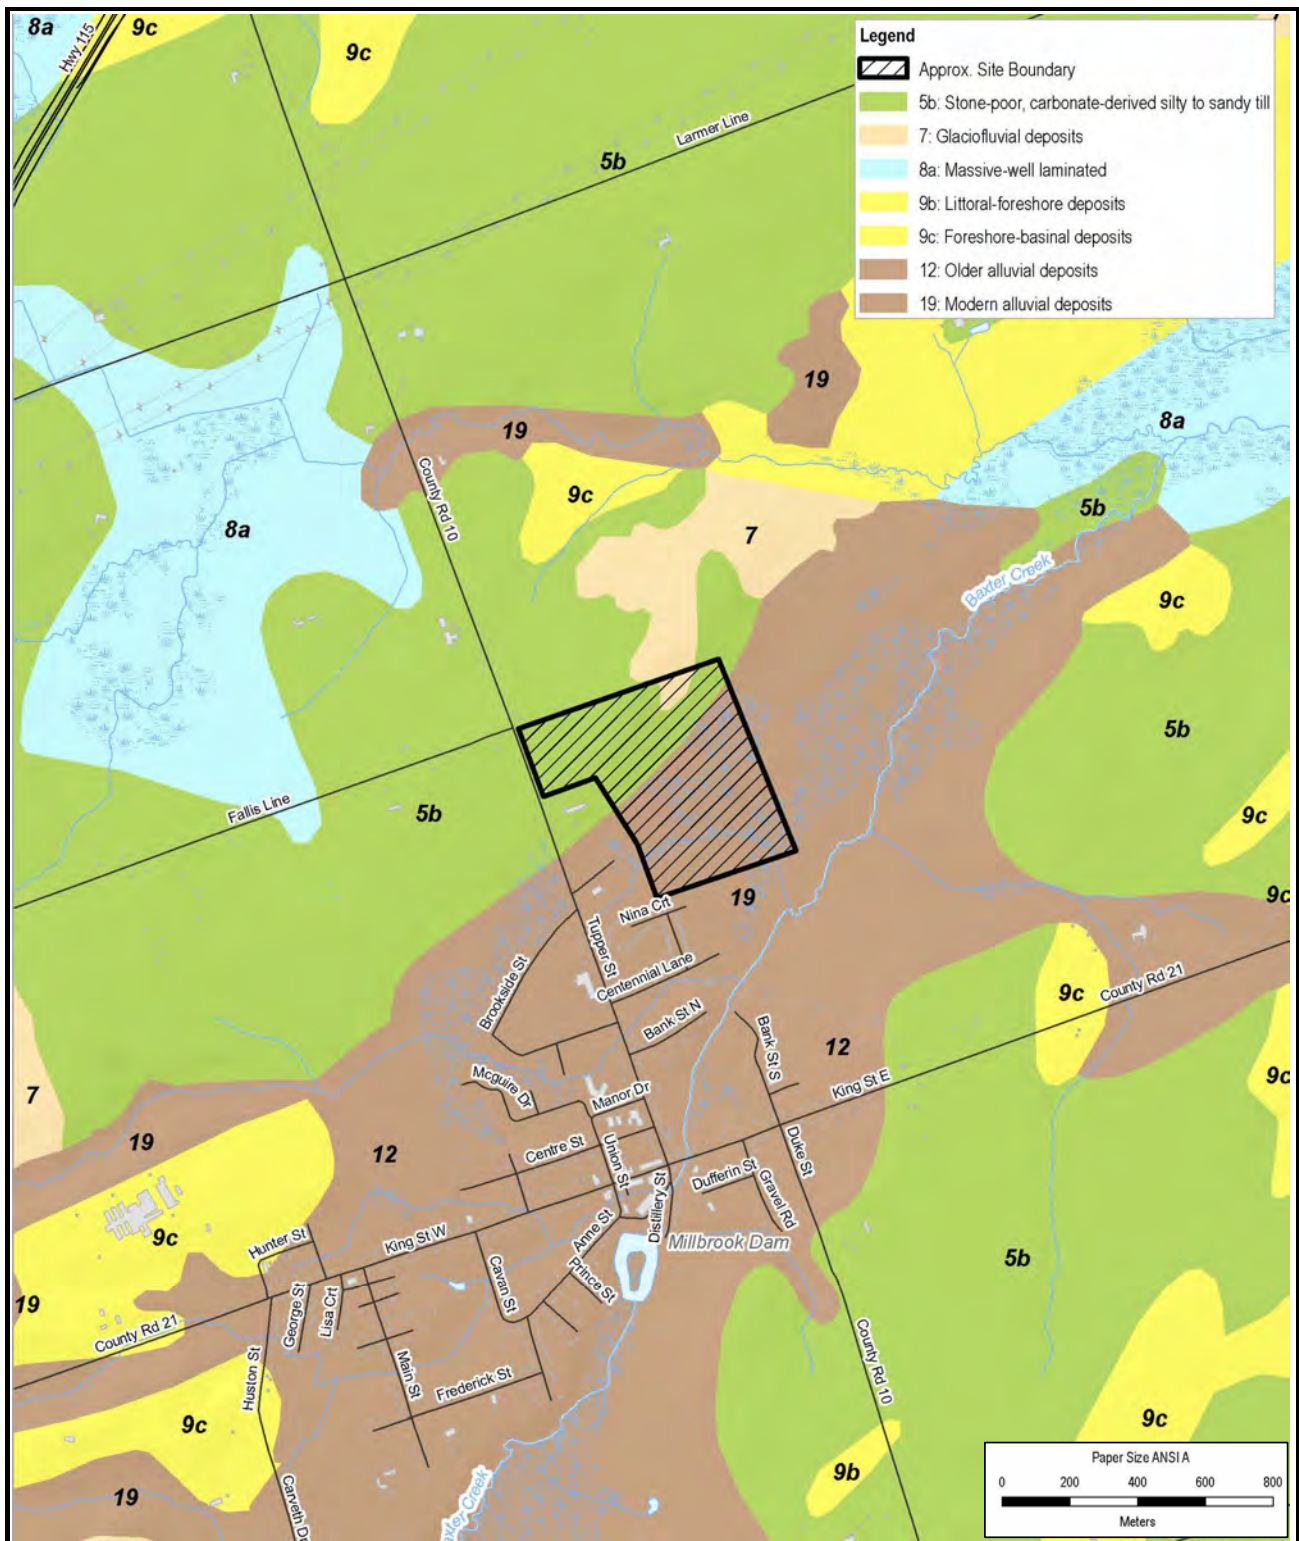 8a
Hwy 115
9c
9c
Legend
Approx. Site Boundary
5b: Stone-poor, carbonate-derived silty to sandy till
7: Glaciofluvial deposits
8a: Massive-well laminated
9b: Littoral-foreshore deposits
9c: Foreshore-basinal deposits
12: Older alluvial deposits
19: Modern alluvial deposits
Larmer Line
5b
19
8a
19
County Rd 10
9c
5b
8a
7
Baxter Creek
9c
5b
Fallis Line
5b
9c
19
9c
Nina Crt
Tupper St
Brookside St
Centennial Lane
9c
County Rd 21
Bank St N
Bank St S
12
7
Mcguire Dr
Manor Dr
King St E
9c
19
12
Centre St
Union St
Duke St
Dufferin St
Gravel Rd
Distillery St
Anne St
Millbrook Dam
9c
Hunter St
King St W
Cavan St
Prince St
5b
19
George St
Lisa Crt
County Rd 21
Main St
County Rd 10
Huston St
Frederick St
9c
9c
9b
19
Carveth Dr
Baxter Creek
Paper Size ANSI A
0 200 400 600 800
Meters